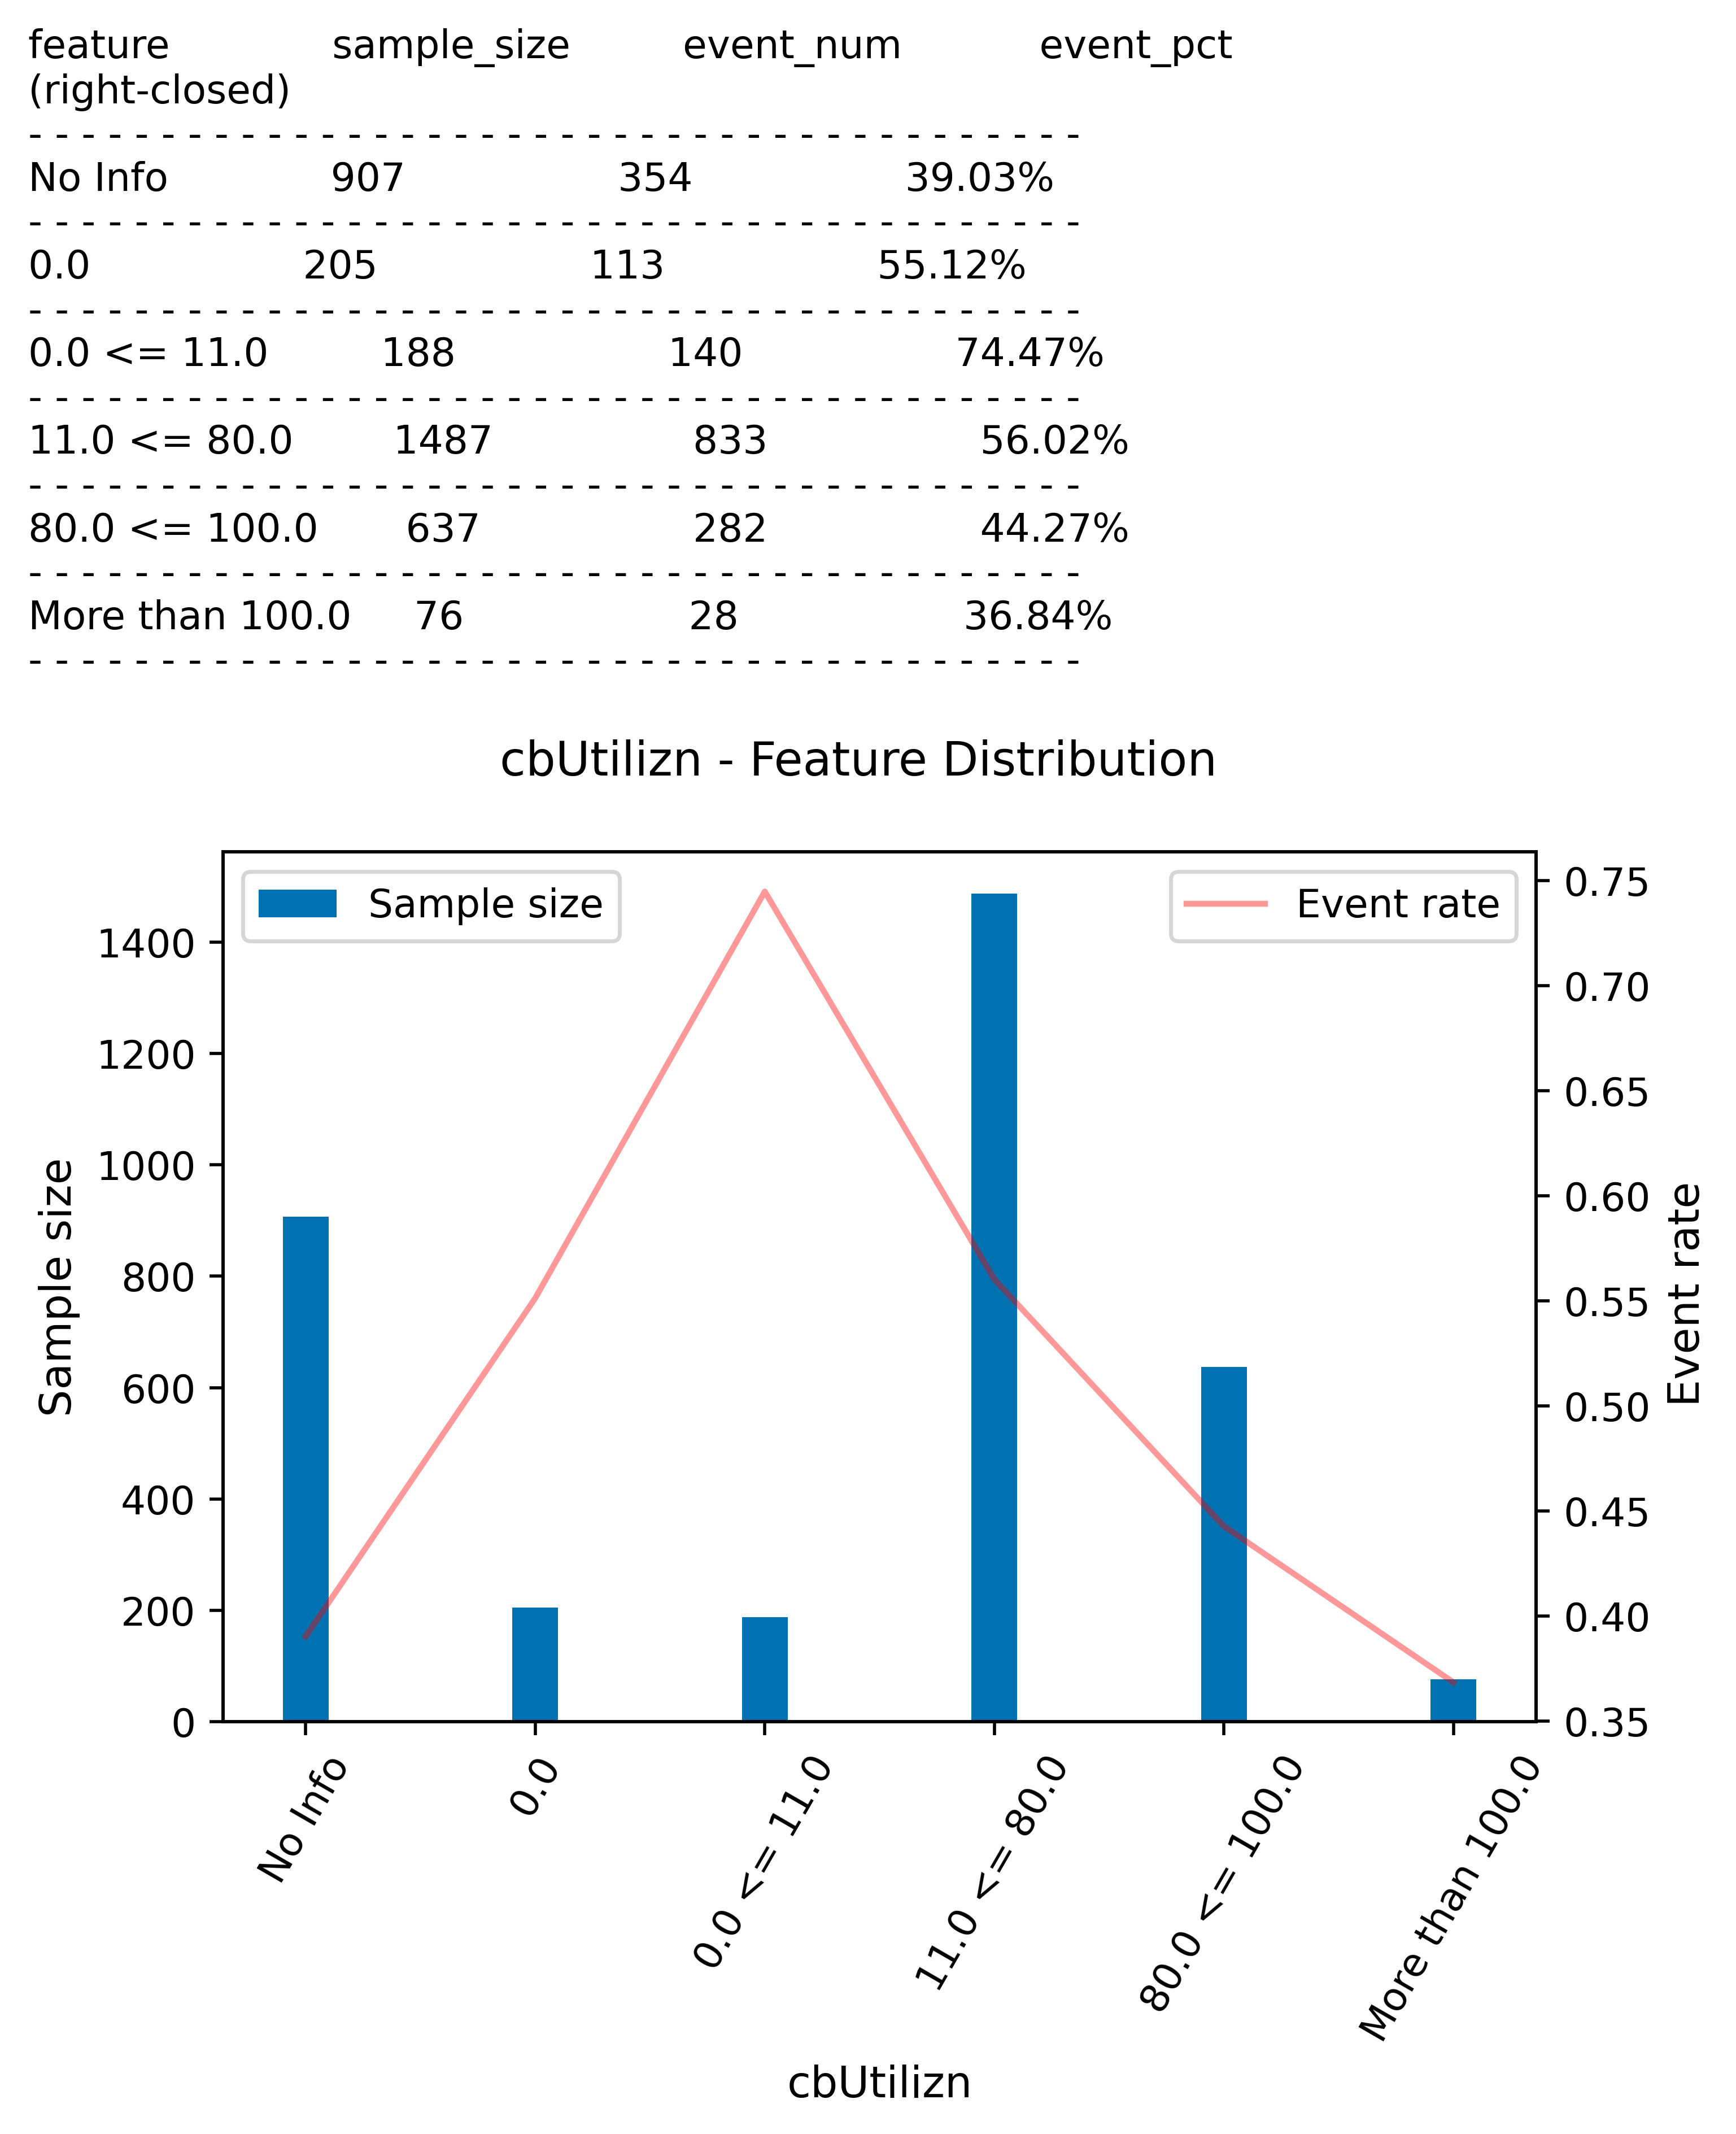 feature sample_size event_num event_pct
(right-closed)
- - - - - - - - - - - - - - - - - - - - - - - - - - - - - - - - - - - - - - - -
No Info 907 354 39.03%
- - - - - - - - - - - - - - - - - - - - - - - - - - - - - - - - - - - - - - - -
0.0 205 113 55.12%
- - - - - - - - - - - - - - - - - - - - - - - - - - - - - - - - - - - - - - - -
0.0 <= 11.0 188 140 74.47%
- - - - - - - - - - - - - - - - - - - - - - - - - - - - - - - - - - - - - - - -
11.0 <= 80.0 1487 833 56.02%
- - - - - - - - - - - - - - - - - - - - - - - - - - - - - - - - - - - - - - - -
80.0 <= 100.0 637 282 44.27%
- - - - - - - - - - - - - - - - - - - - - - - - - - - - - - - - - - - - - - - -
More than 100.0 76 28 36.84%
- - - - - - - - - - - - - - - - - - - - - - - - - - - - - - - - - - - - - - - -
cbUtilizn - Feature Distribution
Sample size
Event rate
1400
1200
1000
800
600
400
200
0
Sample size
0.75
0.70
0.65
0.60
0.55
0.50
0.45
0.40
0.35
Event rate
No Info
0.0
0.0 <= 11.0
11.0 <= 80.0
80.0 <= 100.0
More than 100.0
cbUtilizn